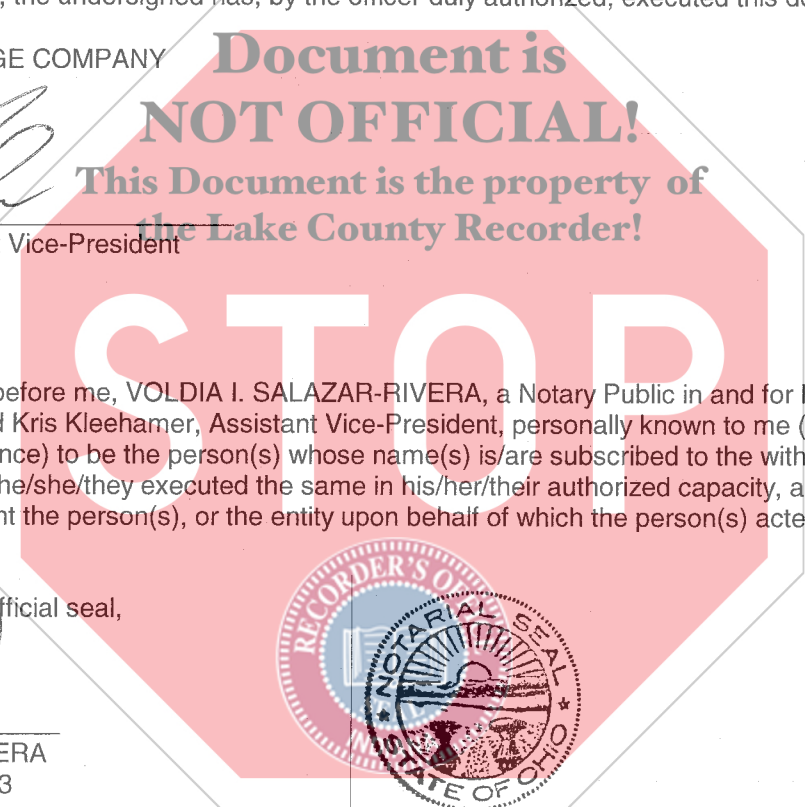 , the undersigned has, by the officer duly authorized, executed this de
GE COMPANY
Document is
NOT OFFICIAL!
This Document is the property of
the Lake County Recorder!
Vice-President
STOP
before me, VOLDIA I. SALAZAR-RIVERA, a Notary Public in and for
d Kris Kleehamer, Assistant Vice-President, personally known to me (
nce) to be the person(s) whose name(s) is/are subscribed to the with
he/she/they executed the same in his/her/their authorized capacity, a
nt the person(s), or the entity upon behalf of which the person(s) acte
fficial seal,
RECORDER'S OF
SEAL
NOTARIAL SEAL
STATE OF OHIO
ERA
3